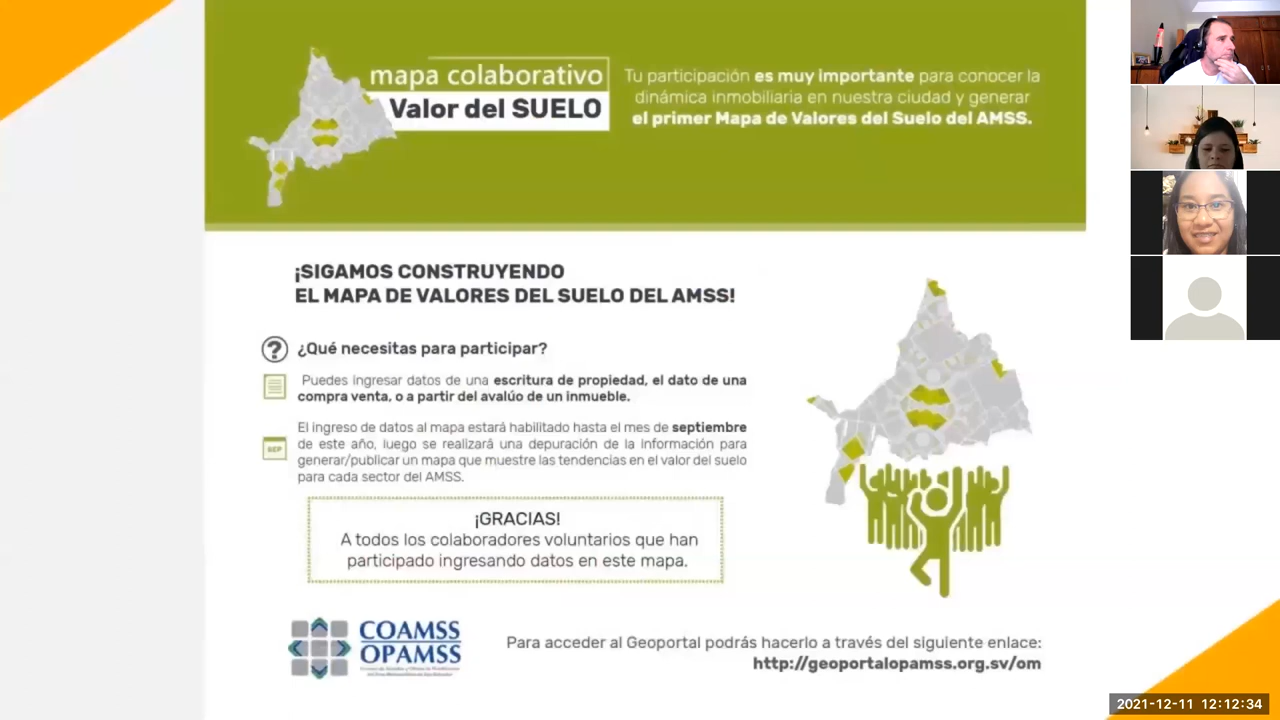 mapa colaborativo
Valor del SUELO
Tu participación es muy importante para conocer la
dinámica inmobiliaria en nuestra ciudad y generar
el primer Mapa de Valores del Suelo del AMSS.
¡SIGAMOS CONSTRUYENDO
EL MAPA DE VALORES DEL SUELO DEL AMSS!
? ¿Qué necesitas para participar?
Puedes ingresar datos de una escritura de propiedad, el dato de una
compra venta, o a partir del avalúo de un inmueble.
El ingreso de datos al mapa estará habilitado hasta el mes de septiembre
SEP
de este año, luego se realizará una depuración de la información para
generar/publicar un mapa que muestre las tendencias en el valor del suelo
para cada sector del AMSS.
¡GRACIAS!
A todos los colaboradores voluntarios que han
participado ingresando datos en este mapa.
COAMSS
OPAMSS
Para acceder al Geoportal podrás hacerlo a través del siguiente enlace:
http://geoportalopamss.org.sv/om
2021-12-11 12:12:34